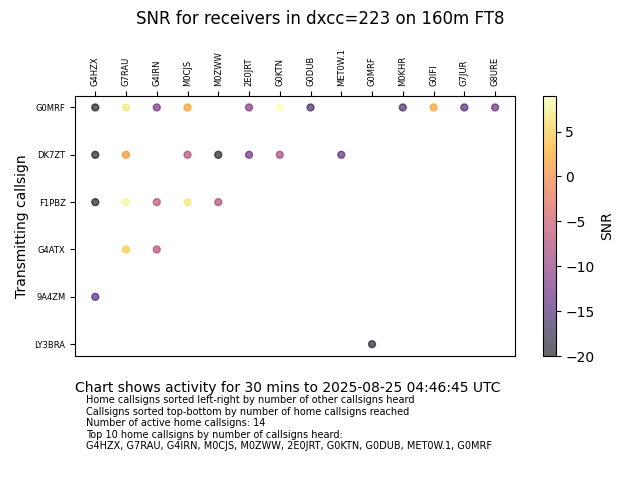 SNR for receivers in dxcc=223 on 160m FT8
G4HZX G7RAU G4IRN M0CJS M0ZWW 2E0JRT G0KTN G0DUB MET0W.1 G0MRF M0KHR G0IFI G7JUR G8URE
Transmitting callsign
G0MRF
DK7ZT
F1PBZ
G4ATX
9A4ZM
LY3BRA
5
0
−5
−10
−15
−20
SNR
Chart shows activity for 30 mins to 2025-08-25 04:46:45 UTC
Home callsigns sorted left-right by number of other callsigns heard
Callsigns sorted top-bottom by number of home callsigns reached
Number of active home callsigns: 14
Top 10 home callsigns by number of callsigns heard:
G4HZX, G7RAU, G4IRN, M0CJS, M0ZWW, 2E0JRT, G0KTN, G0DUB, MET0W.1, G0MRF